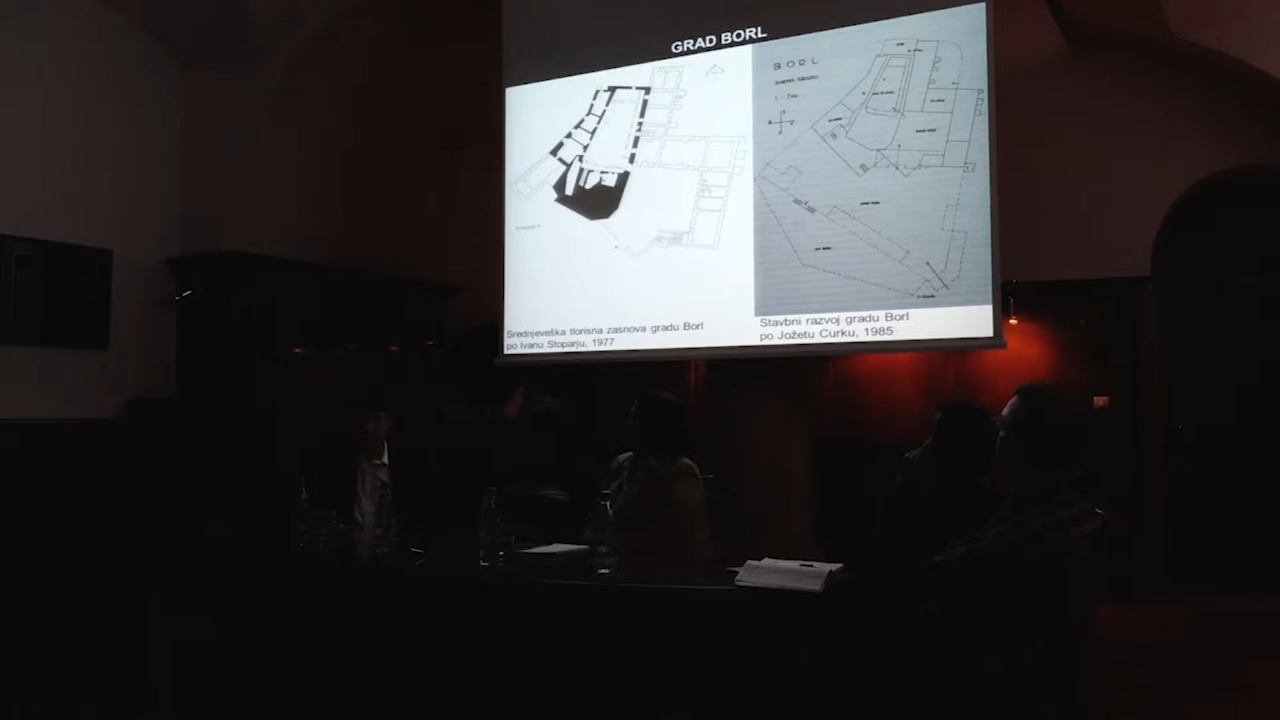 GRAD BORL
BORL
Srednjeveška tlorisna zasnova gradu Borl
po Ivanu Stoparju, 1977
Stavbni razvoj gradu Borl
po Jožetu Curku, 1985